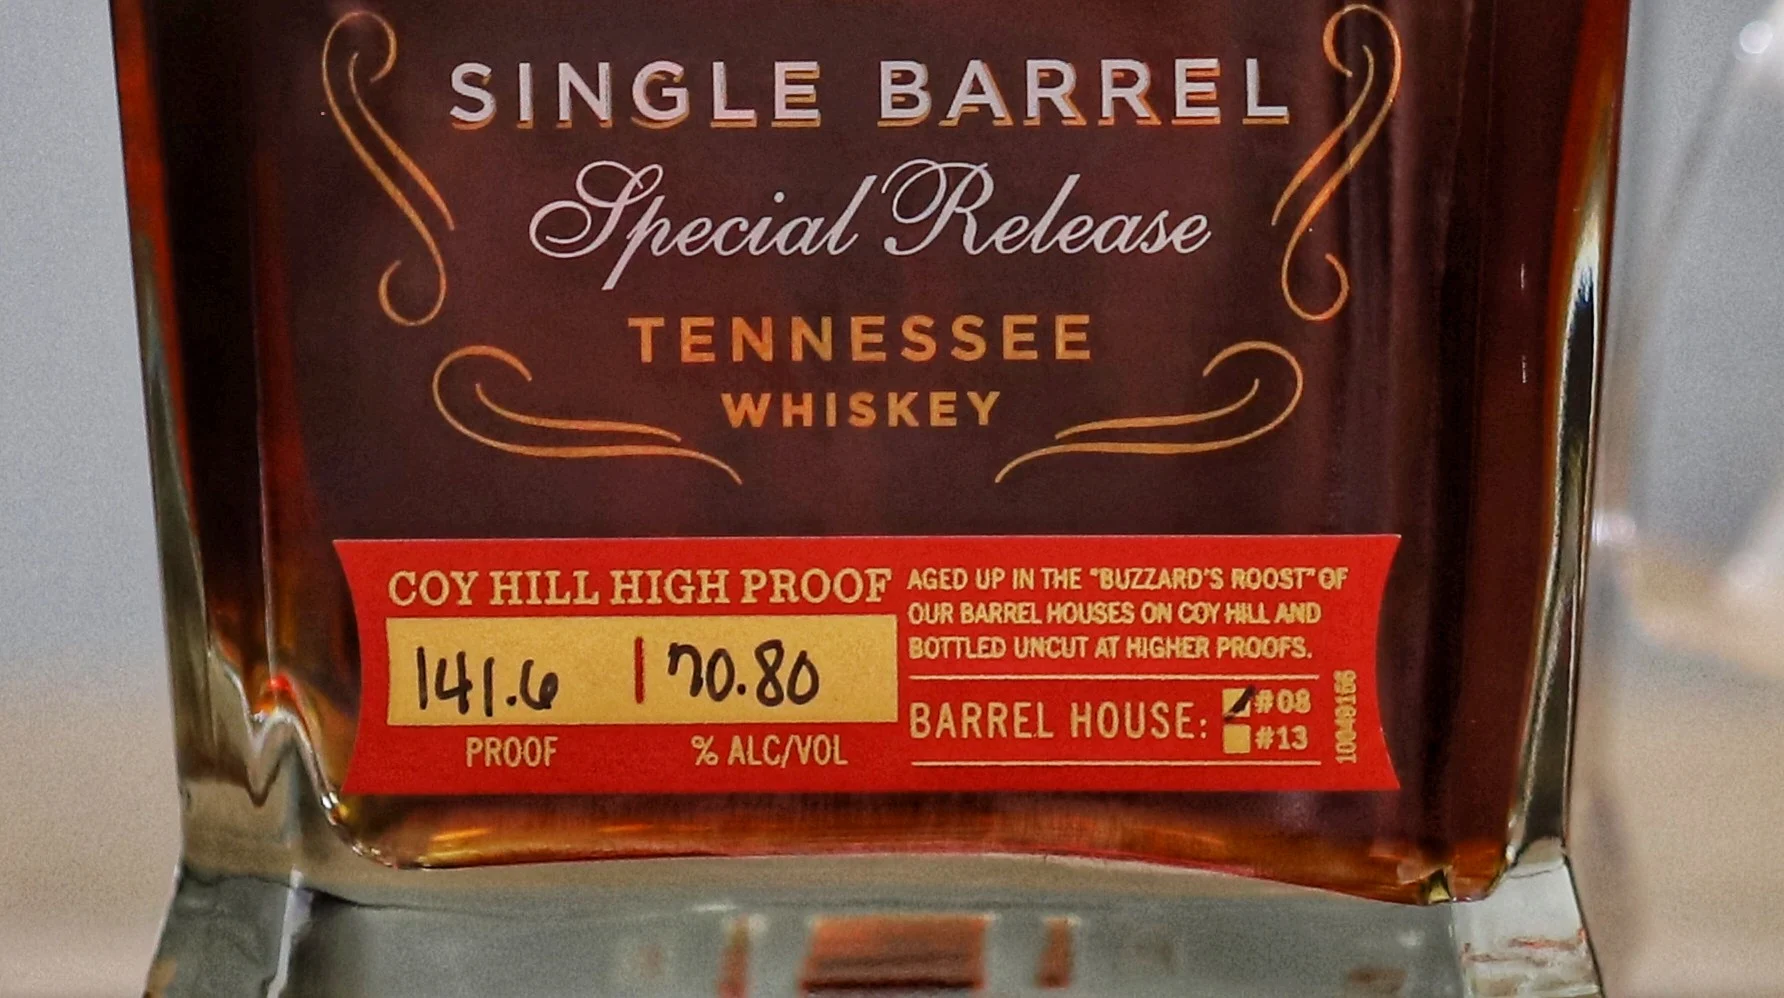 SINGLE BARREL
Special Release
TENNESSEE
WHISKEY
COY HILL HIGH PROOF
141.6 | 70.80
PROOF % ALC/VOL
AGED UP IN THE "BUZZARD'S ROOST" OF
OUR BARREL HOUSES ON COY HILL AND
BOTTLED UNCUT AT HIGHER PROOFS.
BARREL HOUSE: #08
#13